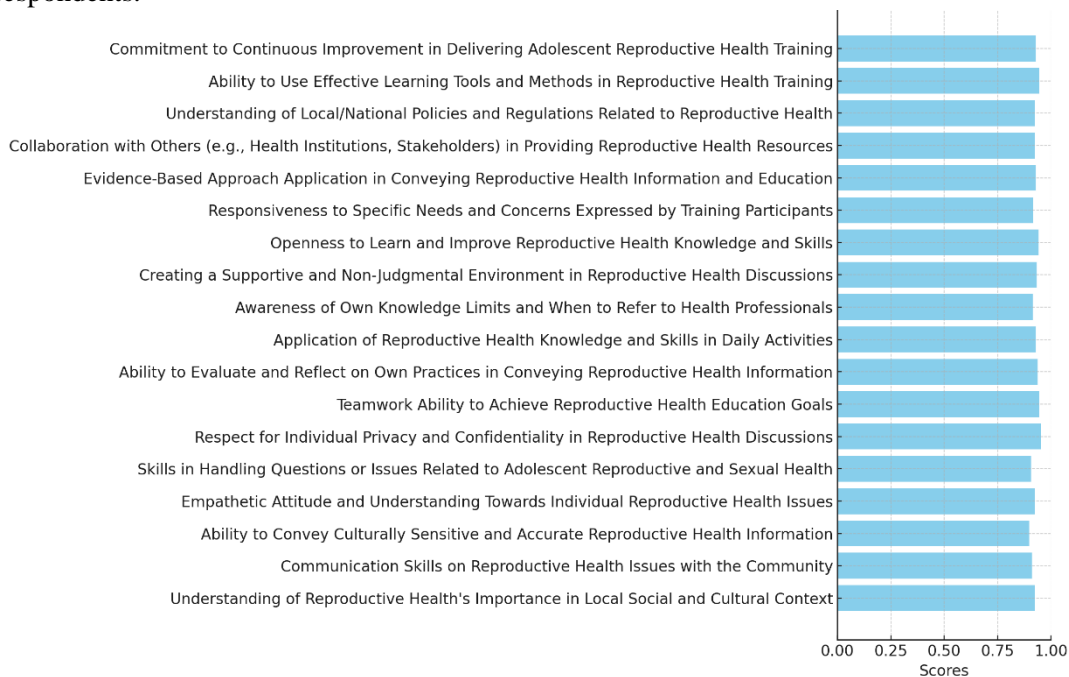 Commitment to Continuous Improvement in Delivering Adolescent Reproductive Health Training
Ability to Use Effective Learning Tools and Methods in Reproductive Health Training
Understanding of Local/National Policies and Regulations Related to Reproductive Health
Collaboration with Others (e.g., Health Institutions, Stakeholders) in Providing Reproductive Health Resources
Evidence-Based Approach Application in Conveying Reproductive Health Information and Education
Responsiveness to Specific Needs and Concerns Expressed by Training Participants
Openness to Learn and Improve Reproductive Health Knowledge and Skills
Creating a Supportive and Non-Judgmental Environment in Reproductive Health Discussions
Awareness of Own Knowledge Limits and When to Refer to Health Professionals
Application of Reproductive Health Knowledge and Skills in Daily Activities
Ability to Evaluate and Reflect on Own Practices in Conveying Reproductive Health Information
Teamwork Ability to Achieve Reproductive Health Education Goals
Respect for Individual Privacy and Confidentiality in Reproductive Health Discussions
Skills in Handling Questions or Issues Related to Adolescent Reproductive and Sexual Health
Empathetic Attitude and Understanding Towards Individual Reproductive Health Issues
Ability to Convey Culturally Sensitive and Accurate Reproductive Health Information
Communication Skills on Reproductive Health Issues with the Community
Understanding of Reproductive Health's Importance in Local Social and Cultural Context
0.00 0.25 0.50 0.75 1.00
Scores